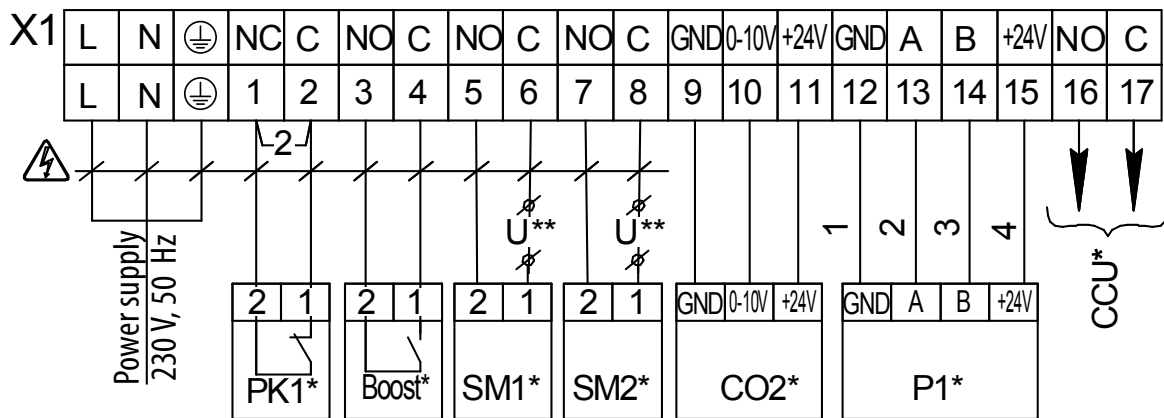 X1 L N NC C NO C NO C NO C GND 0-10V +24V GND A B +24V NO C
L N 1 2 3 4 5 6 7 8 9 10 11 12 13 14 15 16 17
2
U** U**
1 2 3 4
Power supply
230 V, 50 Hz
CCU*
2 1 2 1 2 1 2 1 GND 0-10V +24V GND A B +24V
PK1* Boost* SM1* SM2* CO2* P1*